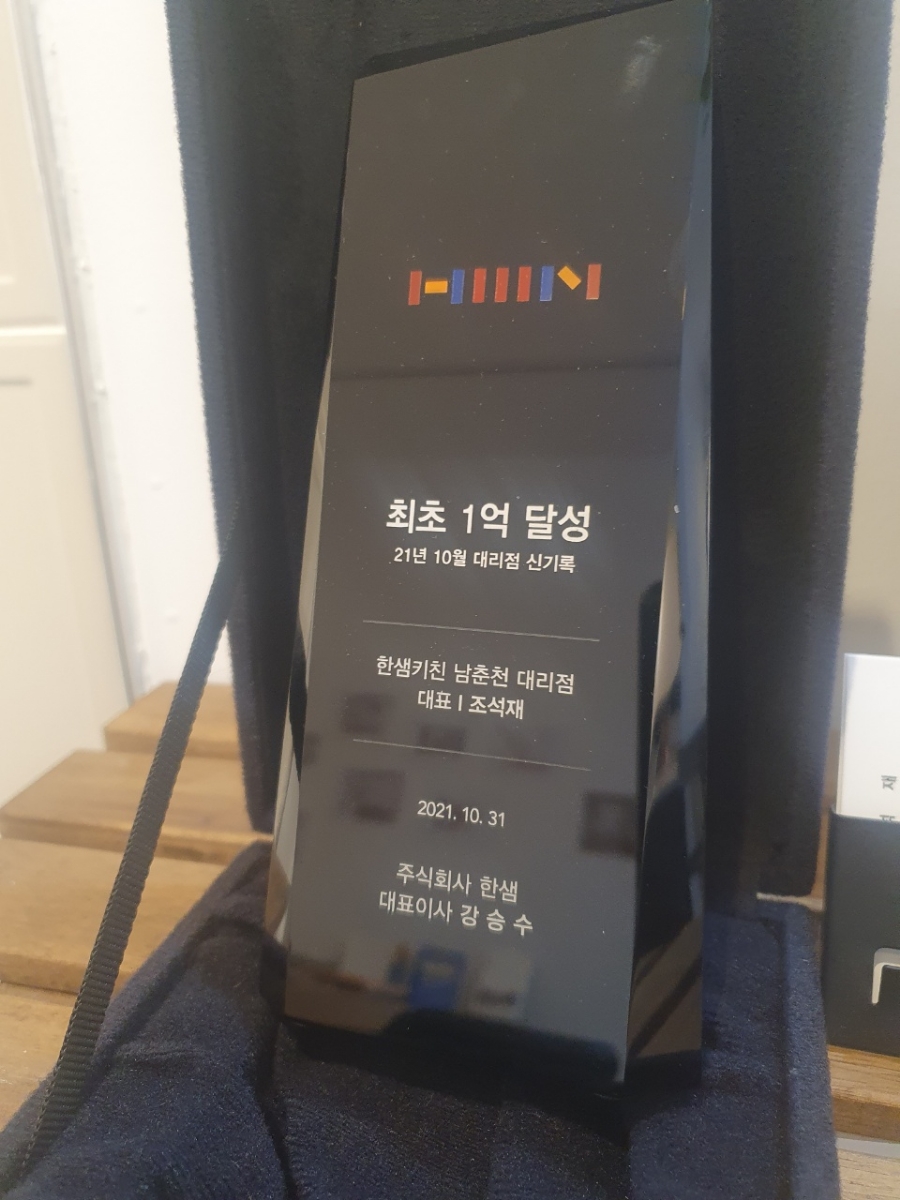 최초 1억 달성
21년 10월 대리점 신기록
한샘키친 남춘천 대리점
대표 I 조석재
2021. 10. 31
주식회사 한샘
대표이사 강 승 수
재